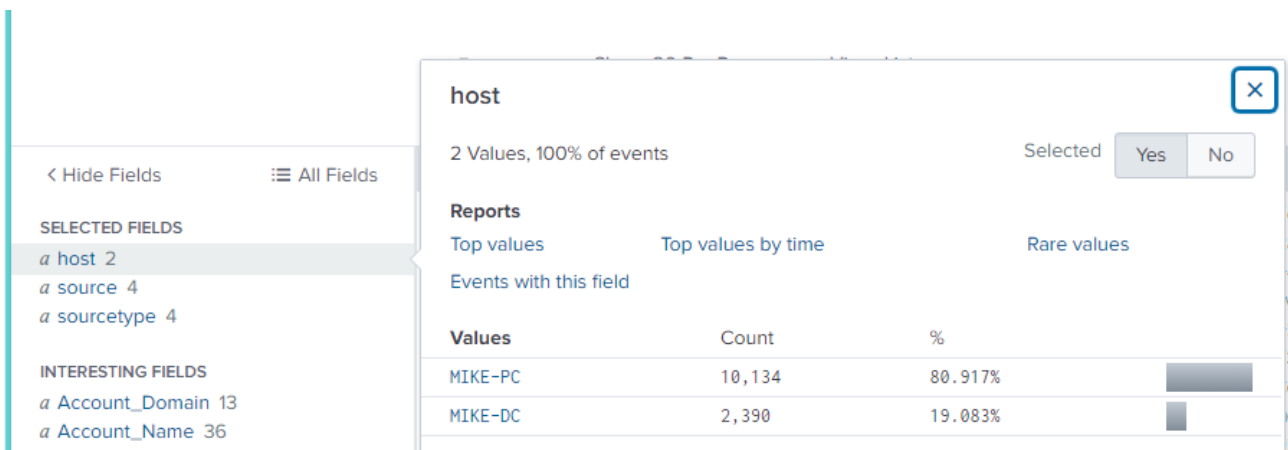 host
2 Values, 100% of events
Selected Yes No
< Hide Fields All Fields
Reports
SELECTED FIELDS
Top values Top values by time Rare values
a host 2
Events with this field
a source 4
a sourcetype 4
Values Count %
INTERESTING FIELDS
MIKE-PC 10,134 80.917%
a Account_Domain 13
MIKE-DC 2,390 19.083%
a Account_Name 36